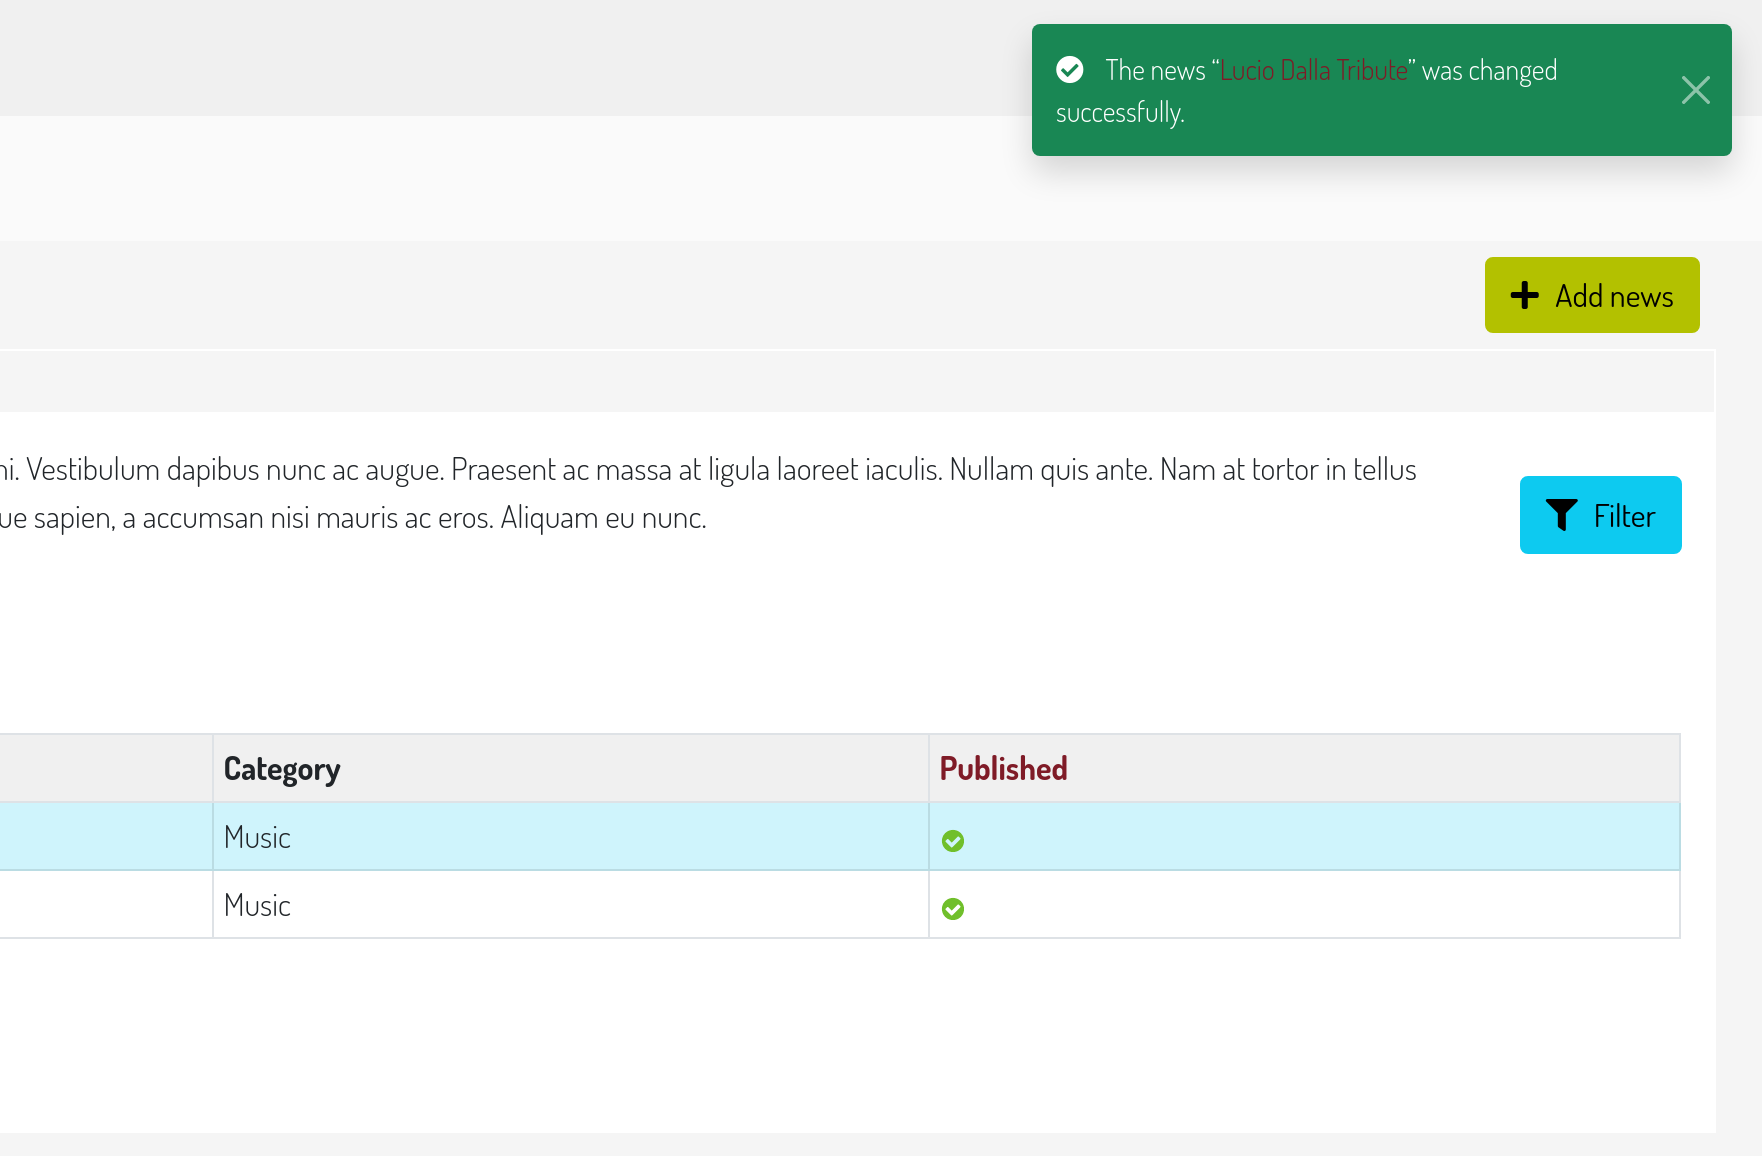 The news “Lucio Dalla Tribute” was changed
successfully.
Add news
ni. Vestibulum dapibus nunc ac augue. Praesent ac massa at ligula laoreet iaculis. Nullam quis ante. Nam at tortor in tellus
ue sapien, a accumsan nisi mauris ac eros. Aliquam eu nunc.
Filter
Category Published
Music
Music